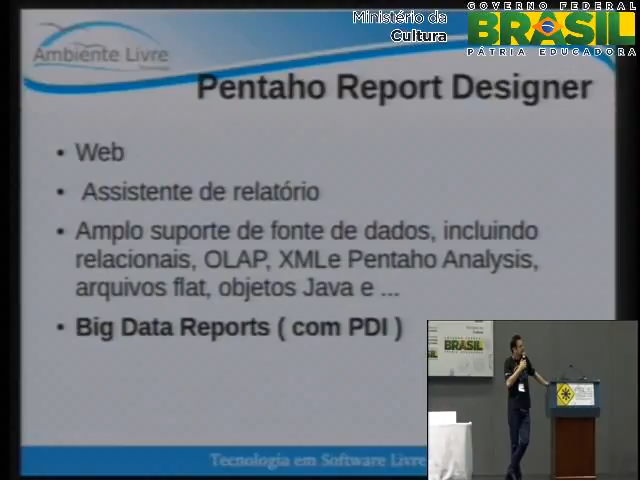 Ministério da
Cultura
GOVERNO FEDERAL
BRASIL
PÁTRIA EDUCADORA
Ambiente Livre
Pentaho Report Designer
• Web
• Assistente de relatório
• Amplo suporte de fonte de dados, incluindo
relacionais, OLAP, XMLe Pentaho Analysis,
arquivos flat, objetos Java e ...
• Big Data Reports ( com PDI )
Tecnologia em Software Livre
BRASIL